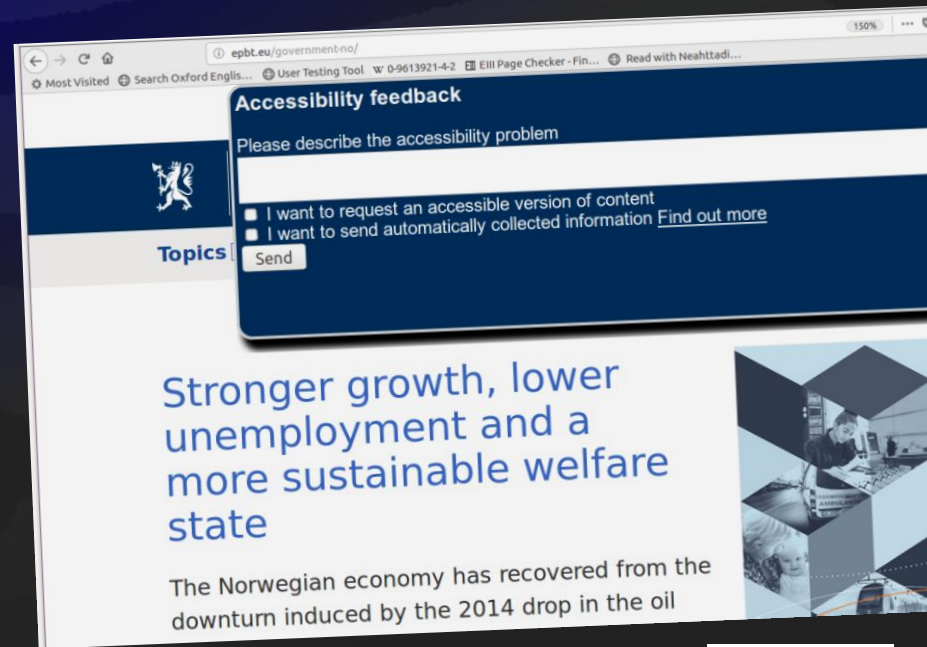 150%
epbt.eu/government-no/
Most Visited Search Oxford Englis... User Testing Tool W 0-9613921-4-2 EIII Page Checker - Fin... Read with Neahttadi...
Accessibility feedback
Please describe the accessibility problem
I want to request an accessible version of content
I want to send automatically collected information Find out more
Send
Topics
Stronger growth, lower
unemployment and a
more sustainable welfare
state
The Norwegian economy has recovered from the
downturn induced by the 2014 drop in the oil
AMBULANCE